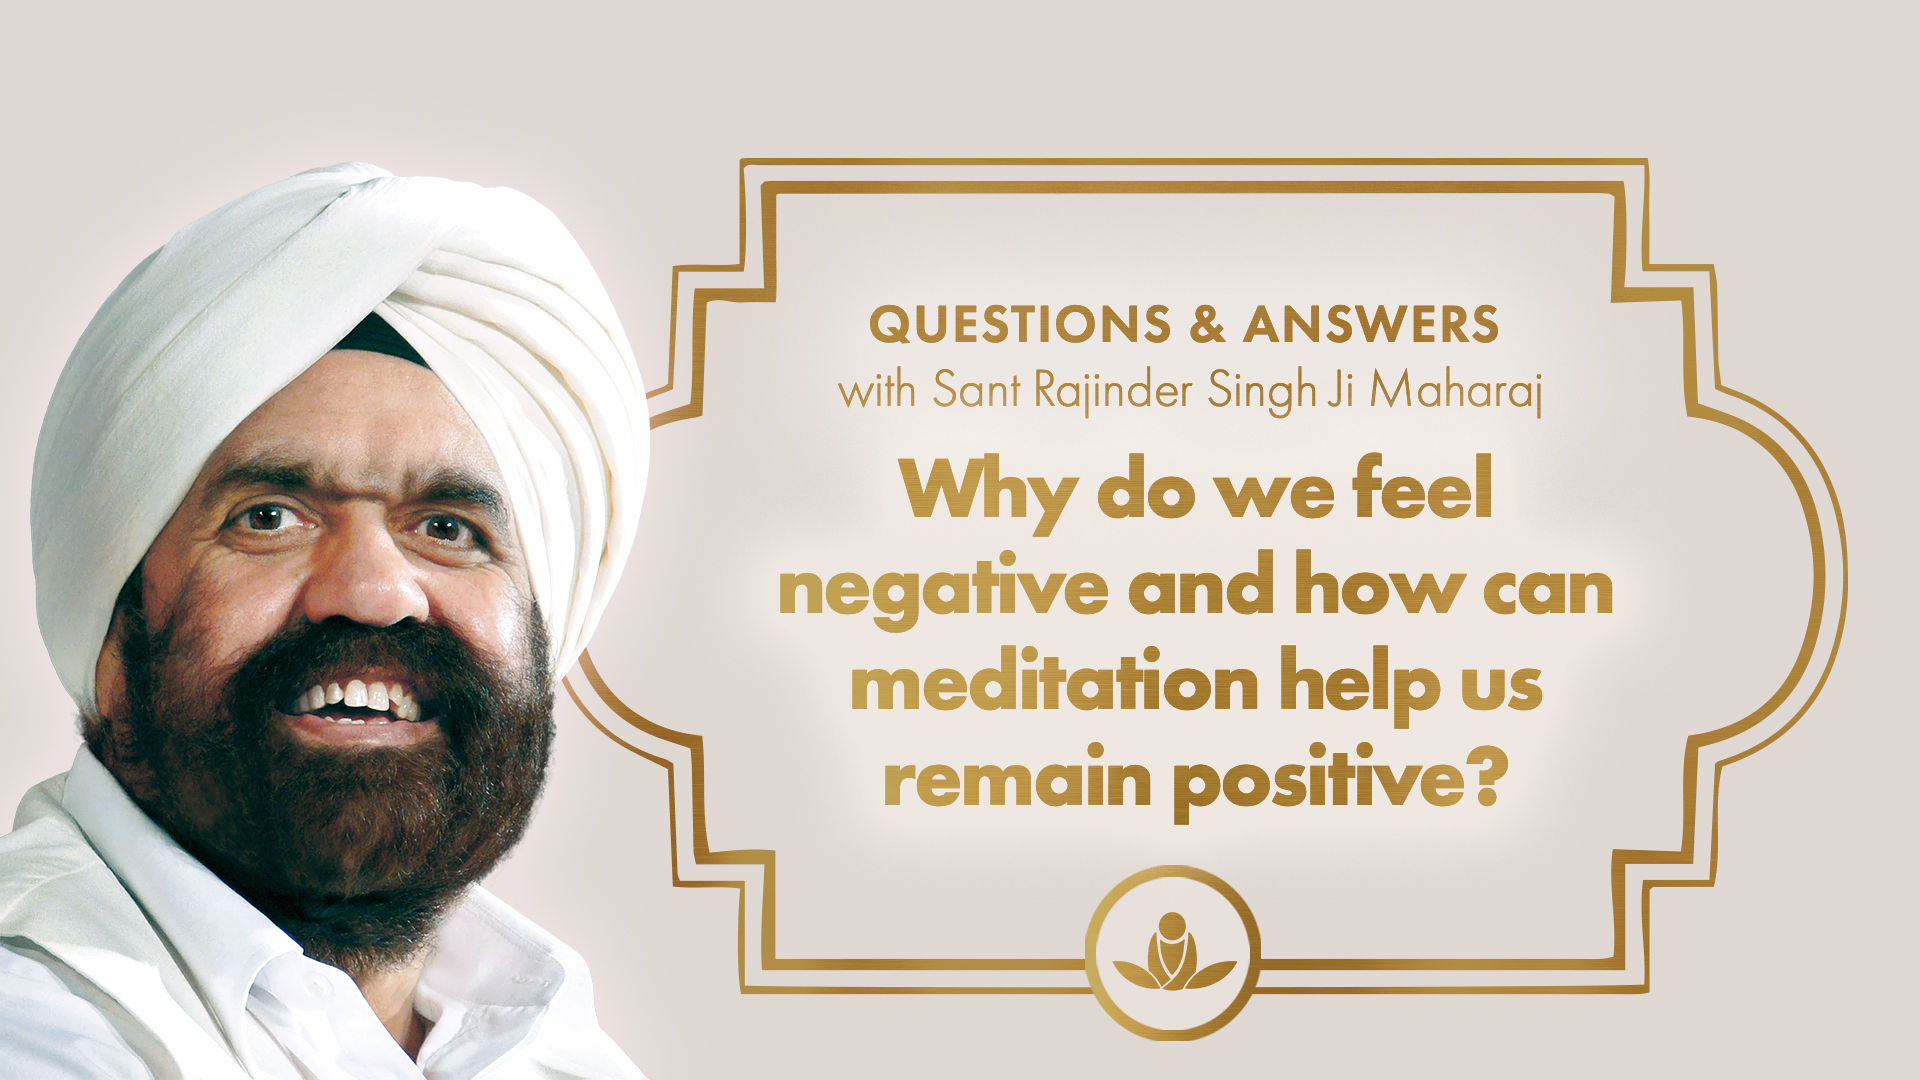 QUESTIONS & ANSWERS
with Sant Rajinder Singh Ji Maharaj
Why do we feel
negative and how can
meditation help us
remain positive?